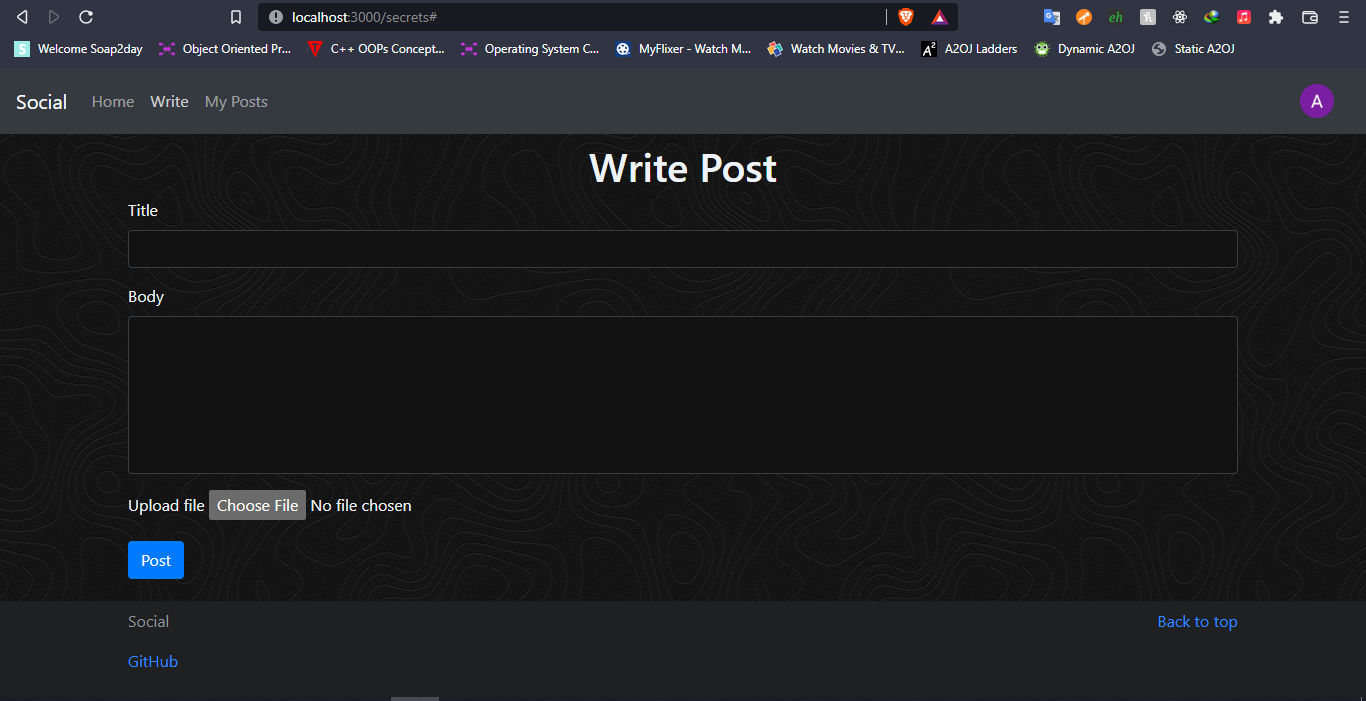 localhost:3000/secrets#
Welcome Soap2day Object Oriented Pr... C++ OOPs Concept... Operating System C... MyFlixer - Watch M... Watch Movies & TV... A2OJ Ladders Dynamic A2OJ Static A2OJ
Social Home Write My Posts A
Write Post
Title
Body
Upload file Choose File No file chosen
Post
Social Back to top
GitHub